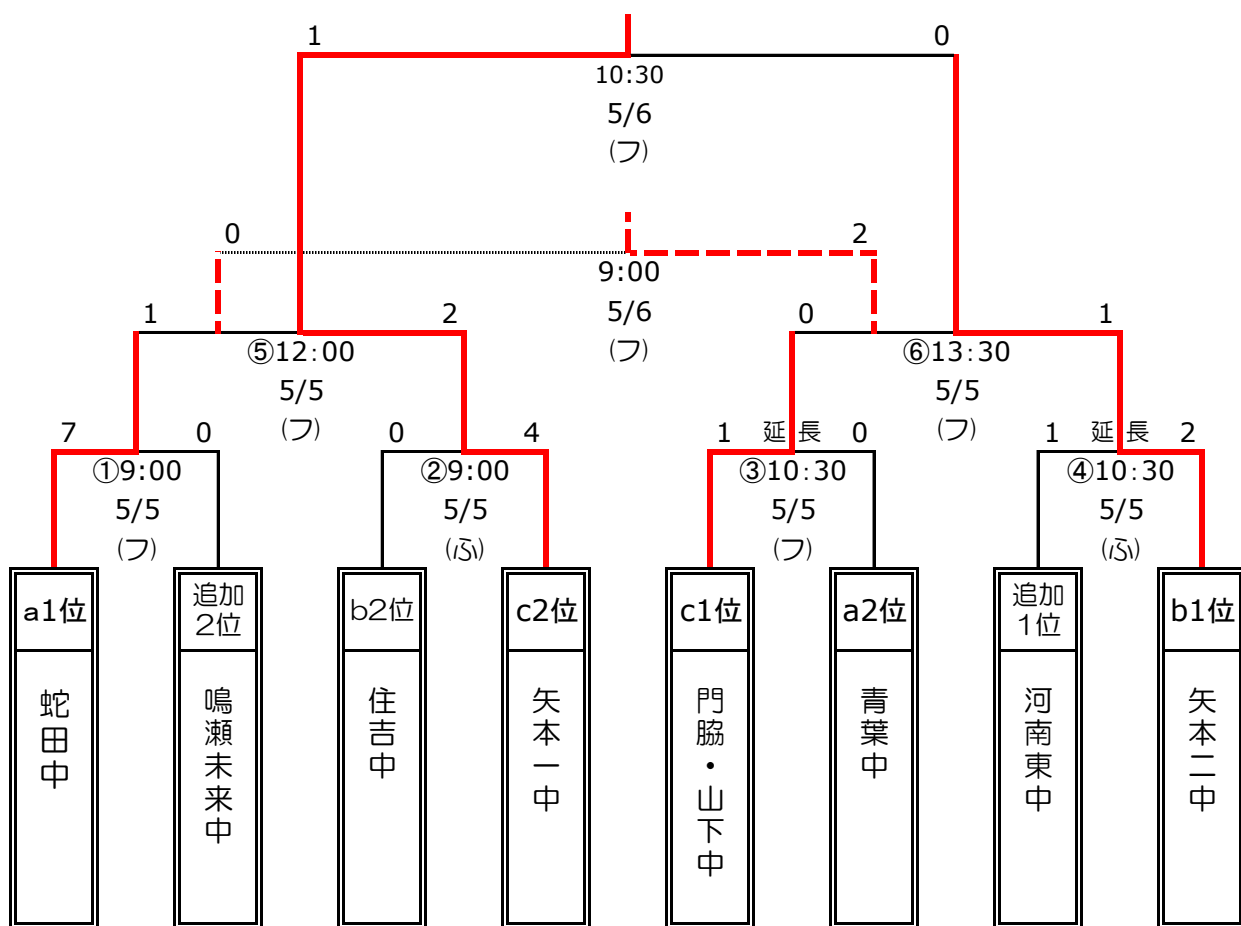 1
0
10:30
5/6
(フ)
0
2
9:00
5/6
(フ)
1
2
0
1
⑤12:00
5/5
(フ)
⑥13:30
5/5
(フ)
7
0
0
4
1 延長 0
1 延長 2
①9:00
5/5
(フ)
②9:00
5/5
(ふ)
③10:30
5/5
(フ)
④10:30
5/5
(ふ)
a1位
蛇田中
追加
2位
鳴瀬未来中
b2位
住吉中
c2位
矢本一中
c1位
門脇・山下中
a2位
青葉中
追加
1位
河南東中
b1位
矢本二中